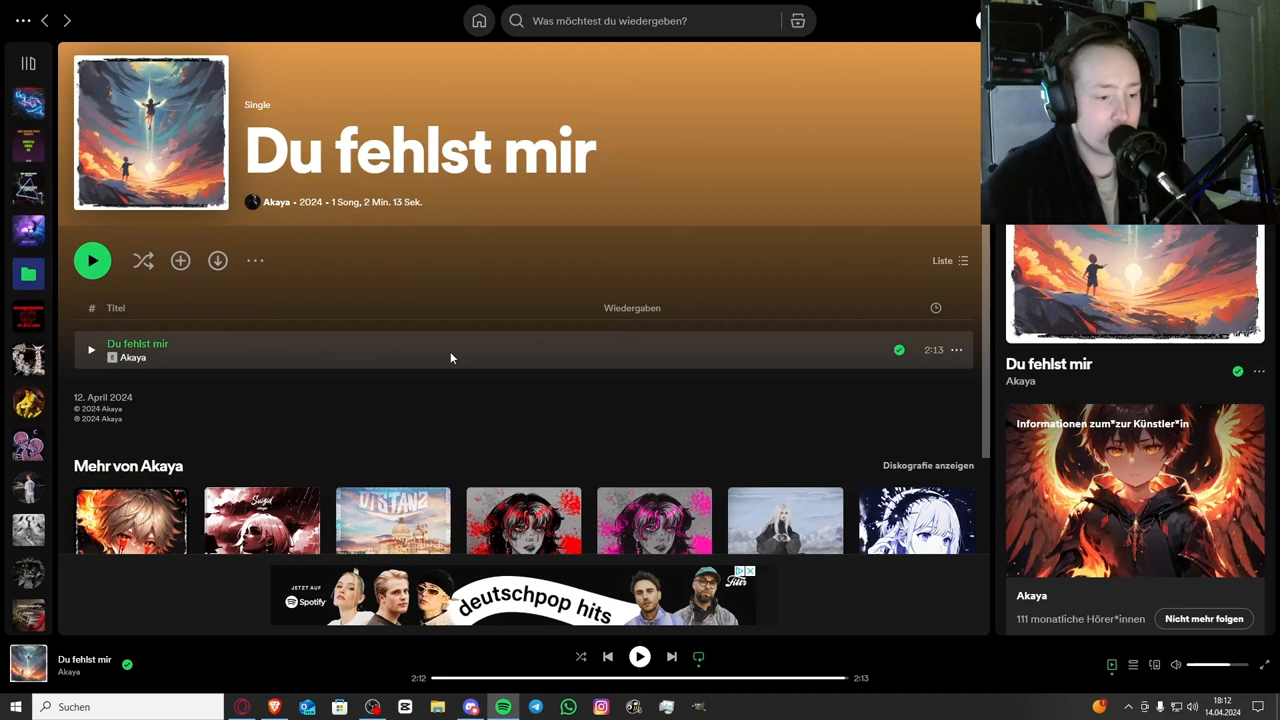 Was möchtest du wiedergeben?
Single
Du fehlst mir
Akaya • 2024 • 1 Song, 2 Min. 13 Sek.
Liste
# Titel Wiedergaben
Du fehlst mir
E Akaya
2:13
12. April 2024
© 2024 Akaya
℗ 2024 Akaya
Mehr von Akaya
Diskografie anzeigen
DISTANZ
JETZT AUF
Spotify
deutschpop hits
Du fehlst mir
Akaya
Informationen zum*zur Künstler*in
Akaya
111 monatliche Hörer*innen
Nicht mehr folgen
Du fehlst mir
Akaya
2:12
2:13
Suchen
18:12
14.04.2024